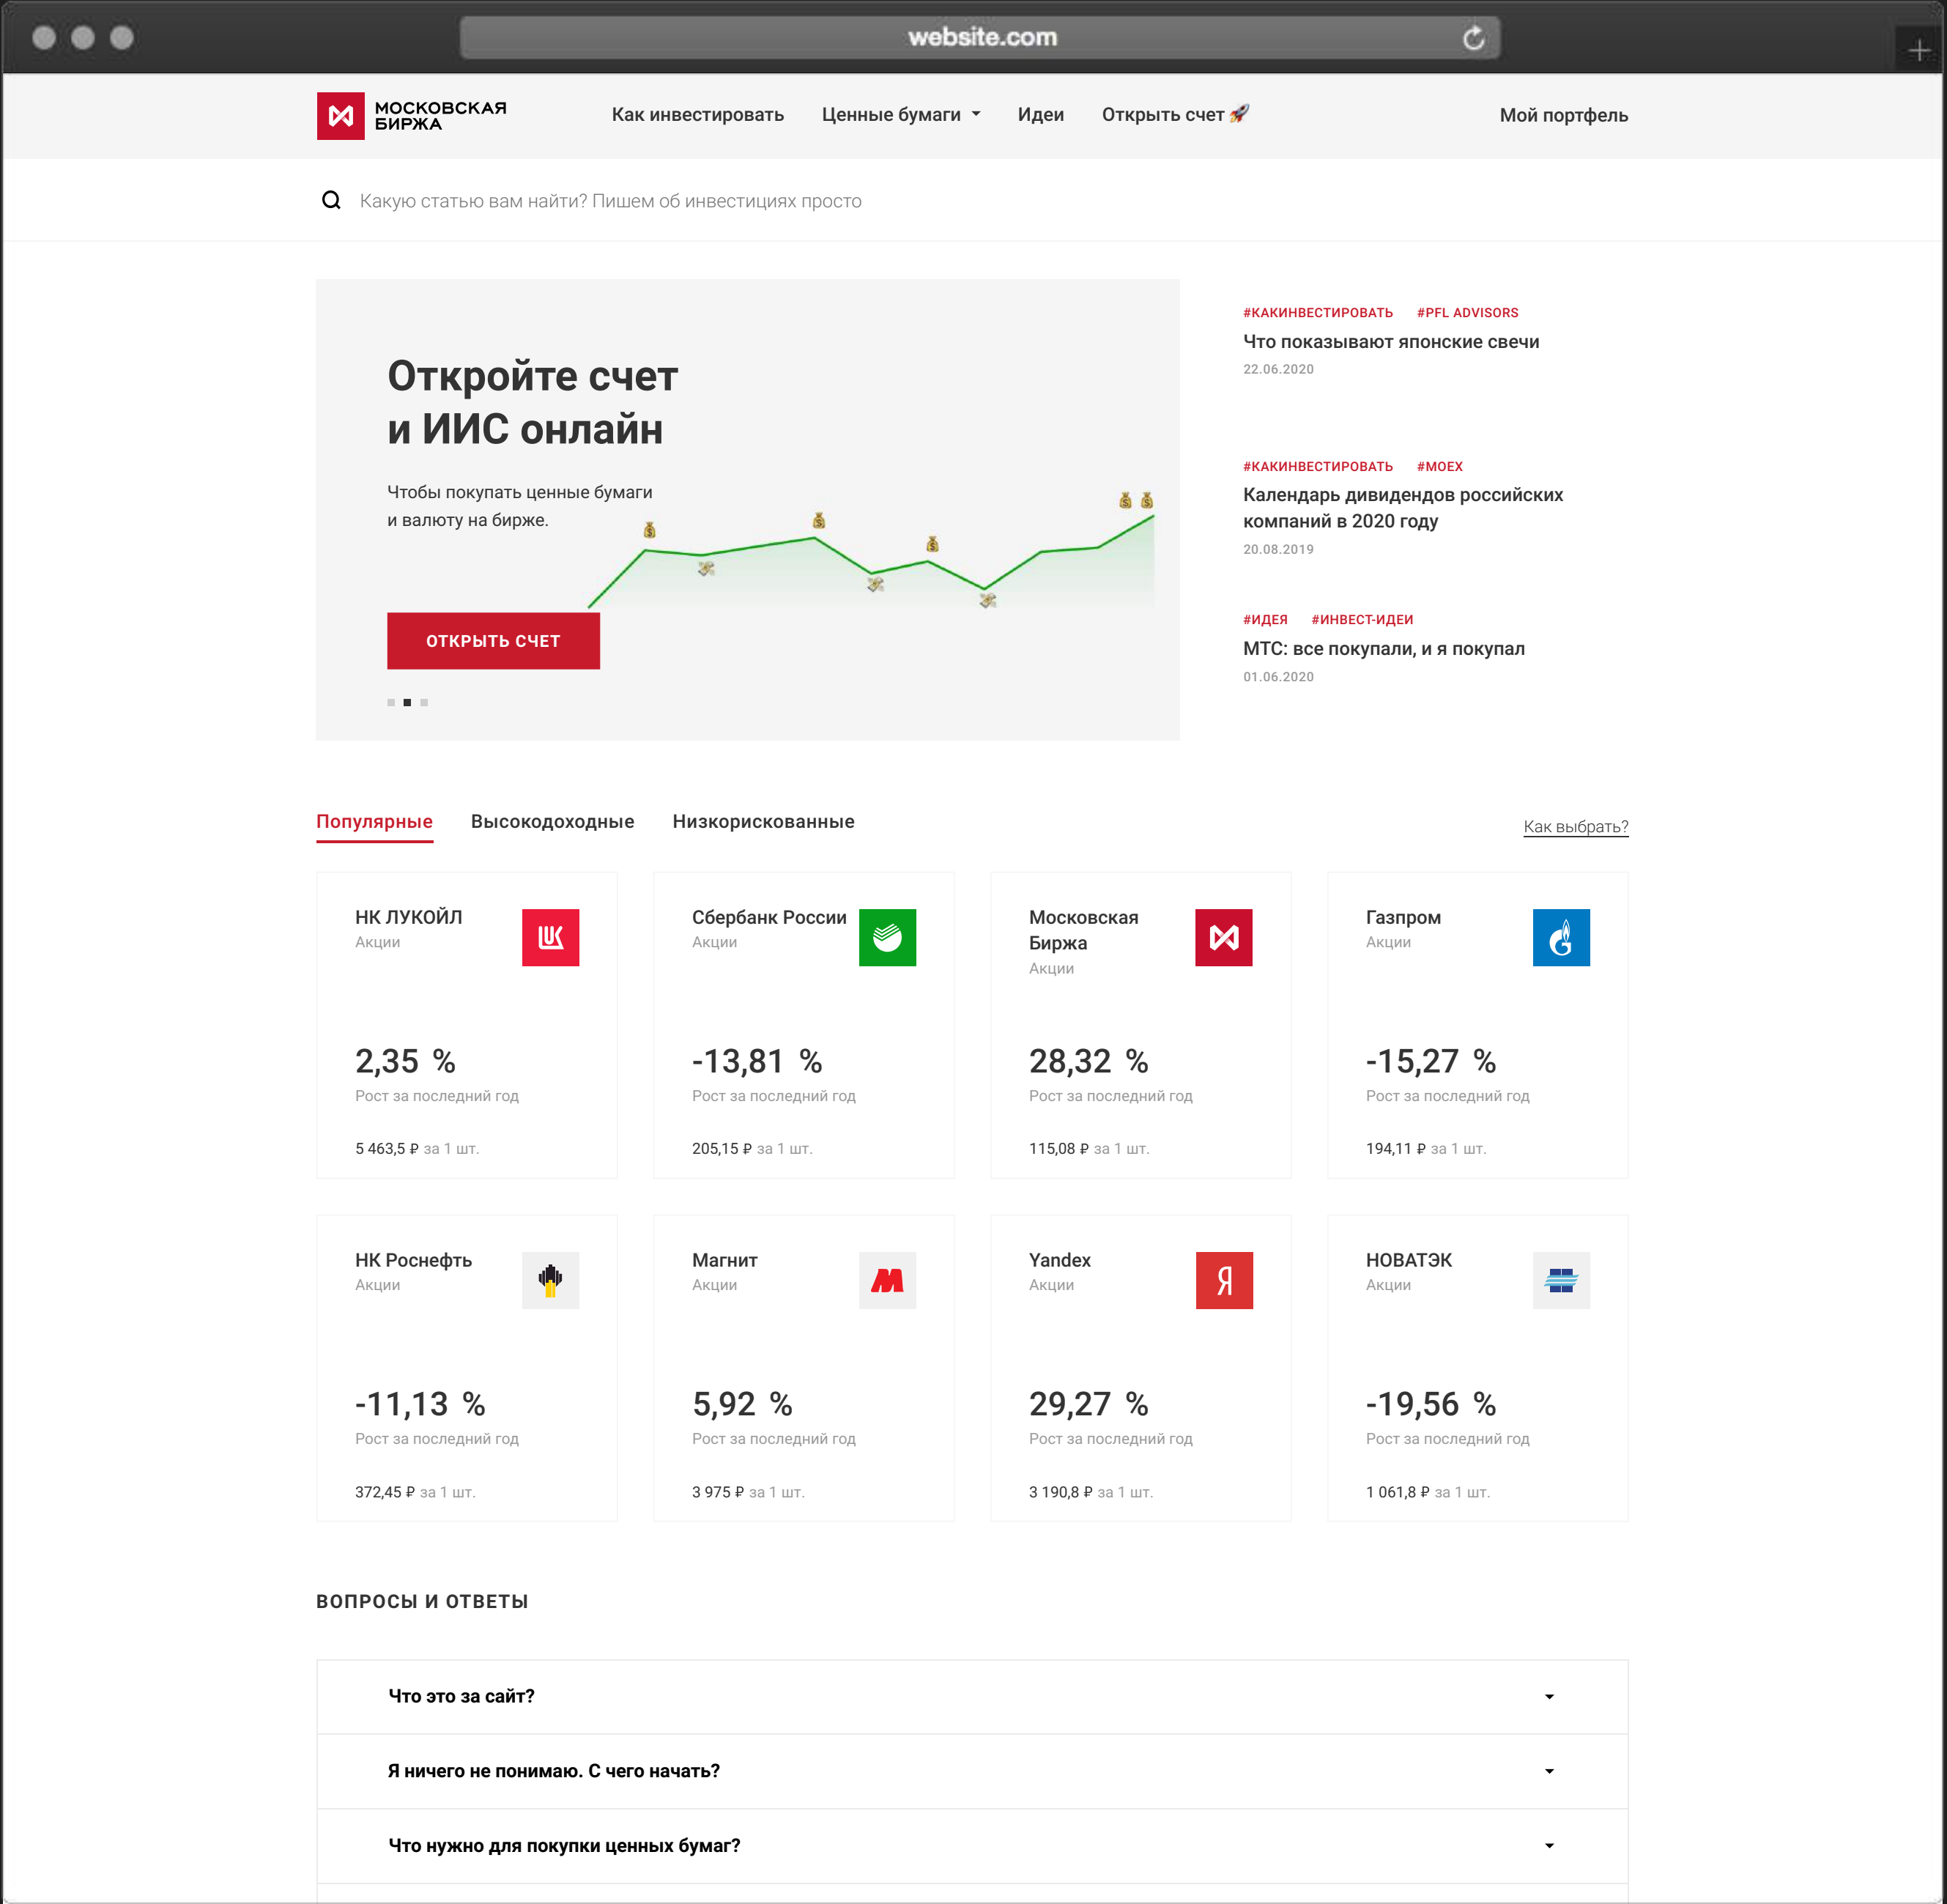 website.com
МОСКОВСКАЯ
БИРЖА
Как инвестировать
Ценные бумаги
Идеи
Открыть счет 🚀
Мой портфель
Какую статью вам найти? Пишем об инвестициях просто
Откройте счет
и ИИС онлайн
Чтобы покупать ценные бумаги
и валюту на бирже.
ОТКРЫТЬ СЧЕТ
#КАКИНВЕСТИРОВАТЬ #PFL ADVISORS
Что показывают японские свечи
22.06.2020
#КАКИНВЕСТИРОВАТЬ #MOEX
Календарь дивидендов российских
компаний в 2020 году
20.08.2019
#ИДЕЯ #ИНВЕСТ-ИДЕИ
МТС: все покупали, и я покупал
01.06.2020
Популярные
Высокодоходные
Низкорискованные
Как выбрать?
НК ЛУКОЙЛ
Акции
2,35 %
Рост за последний год
5 463,5 ₽ за 1 шт.
Сбербанк России
Акции
-13,81 %
Рост за последний год
205,15 ₽ за 1 шт.
Московская
Биржа
Акции
28,32 %
Рост за последний год
115,08 ₽ за 1 шт.
Газпром
Акции
-15,27 %
Рост за последний год
194,11 ₽ за 1 шт.
НК Роснефть
Акции
-11,13 %
Рост за последний год
372,45 ₽ за 1 шт.
Магнит
Акции
5,92 %
Рост за последний год
3 975 ₽ за 1 шт.
Yandex
Акции
Я
29,27 %
Рост за последний год
3 190,8 ₽ за 1 шт.
НОВАТЭК
Акции
-19,56 %
Рост за последний год
1 061,8 ₽ за 1 шт.
ВОПРОСЫ И ОТВЕТЫ
Что это за сайт?
Я ничего не понимаю. С чего начать?
Что нужно для покупки ценных бумаг?